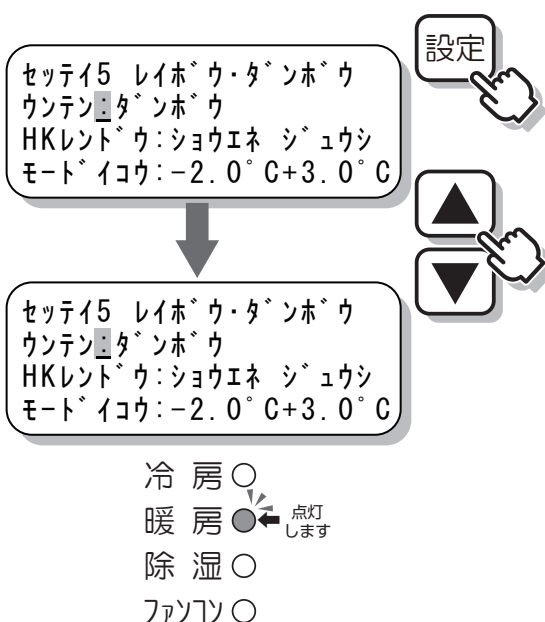 設定
セッテイ5 レイボウ・ダンボウ
ウンテン:ダンボウ
HKレンドウ:ショウエネ ジュウシ
モードイコウ:-2.0°C+3.0°C
▲
▼
セッテイ5 レイボウ・ダンボウ
ウンテン:ダンボウ
HKレンドウ:ショウエネ ジュウシ
モードイコウ:-2.0°C+3.0°C
冷 房○
暖 房●←点灯
します
除 湿○
ファンコン○